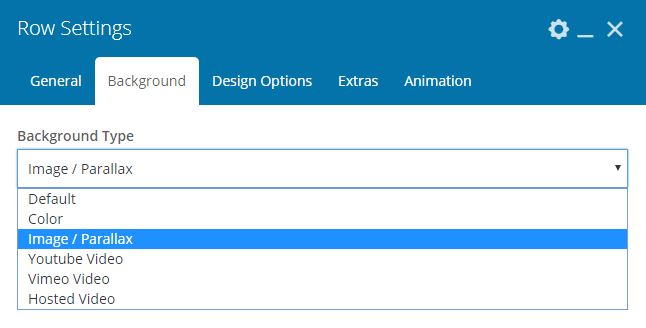 Row Settings
General Background Design Options Extras Animation
Background Type
Image / Parallax
Default
Color
Image / Parallax
Youtube Video
Vimeo Video
Hosted Video